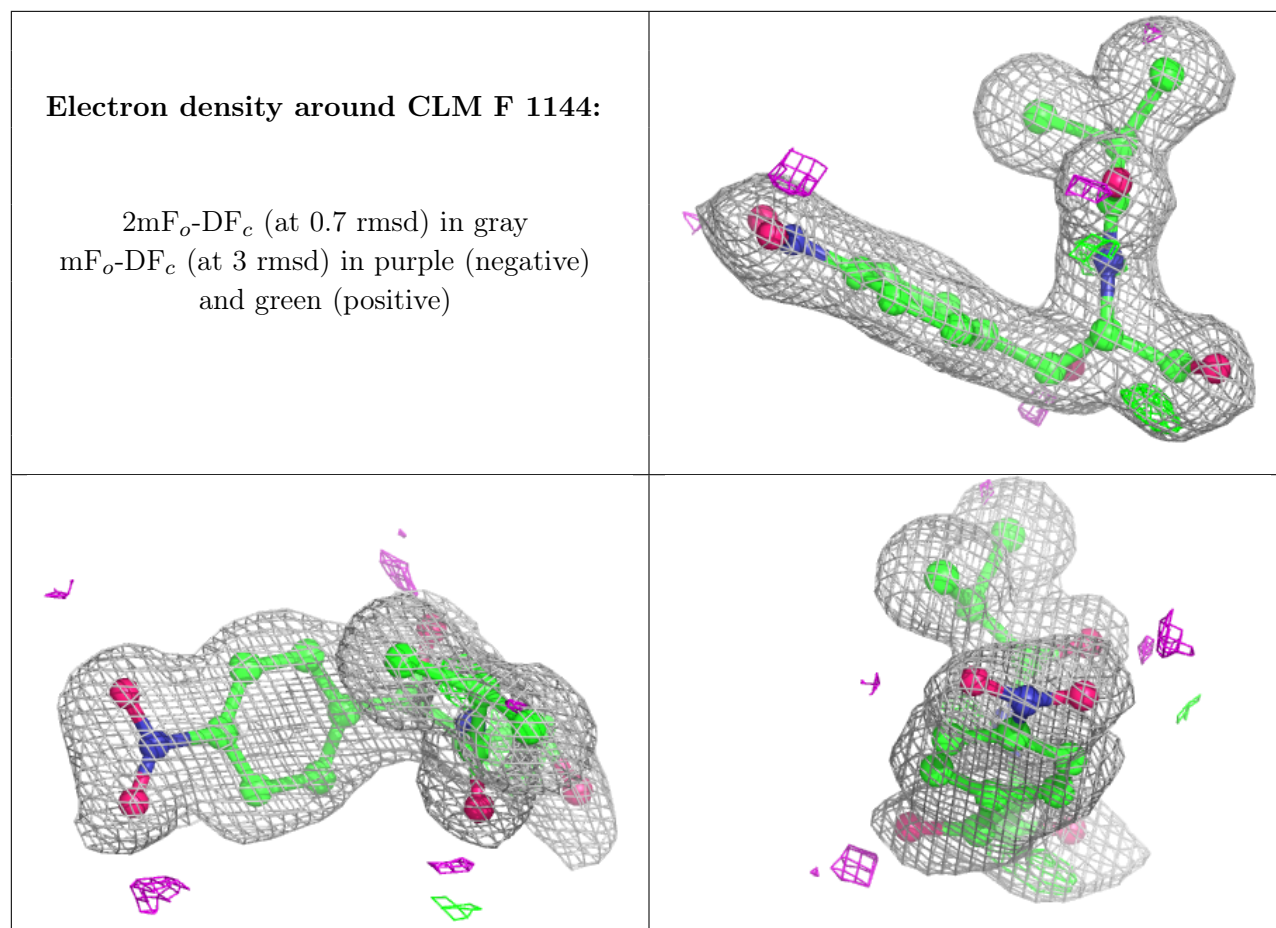 Electron density around CLM F 1144:
2mFo-DFc (at 0.7 rmsd) in gray
mFo-DFc (at 3 rmsd) in purple (negative)
and green (positive)